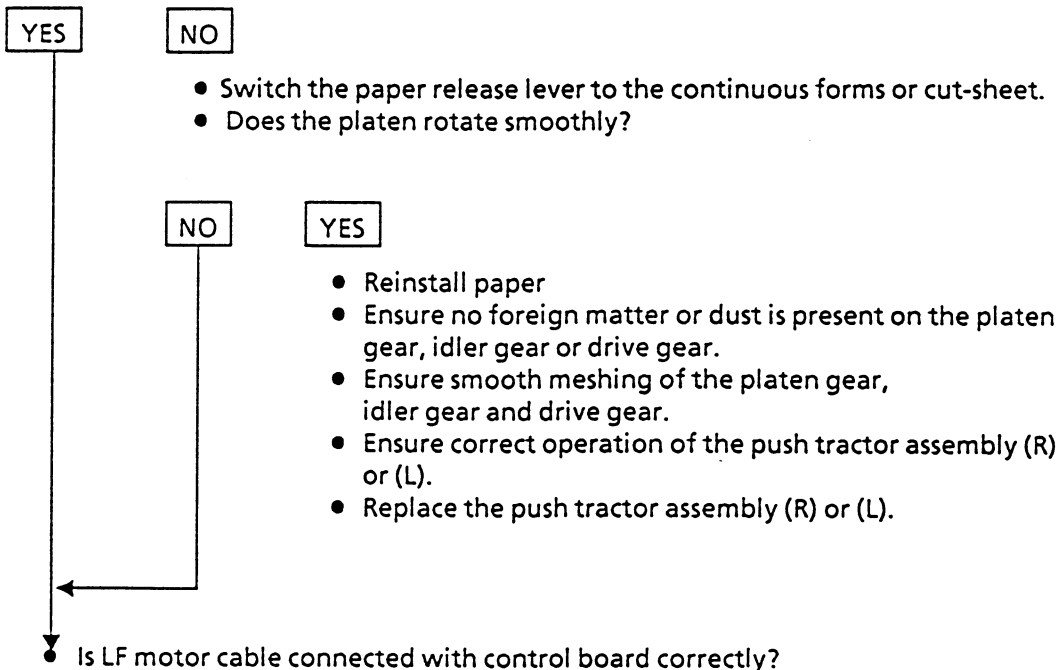 YES NO
• Switch the paper release lever to the continuous forms or cut-sheet.
• Does the platen rotate smoothly?
NO YES
• Reinstall paper
• Ensure no foreign matter or dust is present on the platen
gear, idler gear or drive gear.
• Ensure smooth meshing of the platen gear,
idler gear and drive gear.
• Ensure correct operation of the push tractor assembly (R)
or (L).
• Replace the push tractor assembly (R) or (L).
• Is LF motor cable connected with control board correctly?